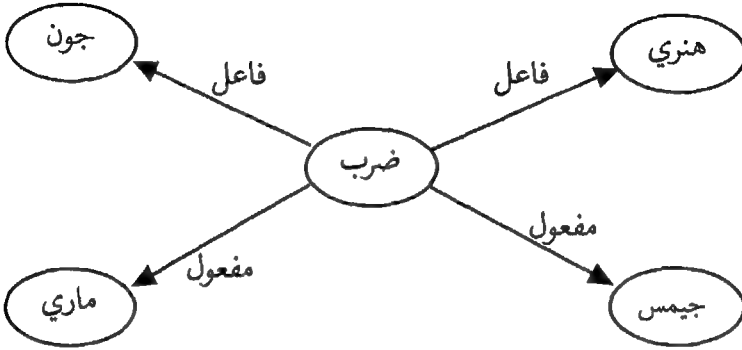 هنري
جون
فاعل
فاعل
ضرب
مفعول
مفعول
جيمس
ماري